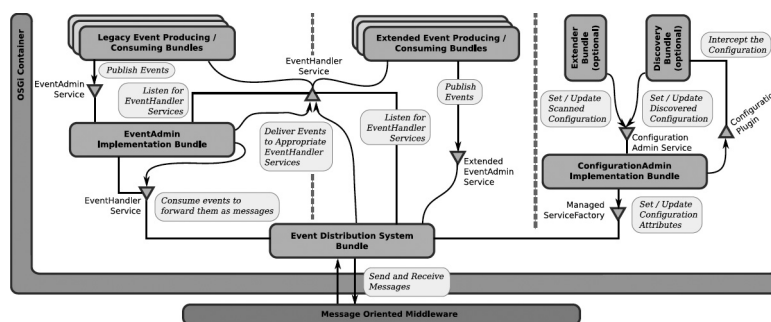 OSGi Container
Legacy Event Producing /
Consuming Bundles
Publish Events
EventAdmin
Service
Listen for
EventHandler
Services
EventHandler
Service
Extended Event Producing /
Consuming Bundles
Publish
Events
EventAdmin
Implementation Bundle
Deliver Events
to Appropriate
EventHandler
Services
Listen for
EventHandler
Services
Extended
EventAdmin
Service
EventHandler
Service
Consume events to
forward them as messages
Event Distribution System
Bundle
Send and Receive
Messages
Message Oriented Middleware
Extender
Bundle
(optional)
Discovery
Bundle
(optional)
Intercept the
Configuration
Set / Update
Scanned
Configuration
Set / Update
Discovered
Configuration
Configuration
Plugin
Configuration
Admin Service
ConfigurationAdmin
Implementation Bundle
Managed
ServiceFactory
Set / Update
Configuration
Attributes